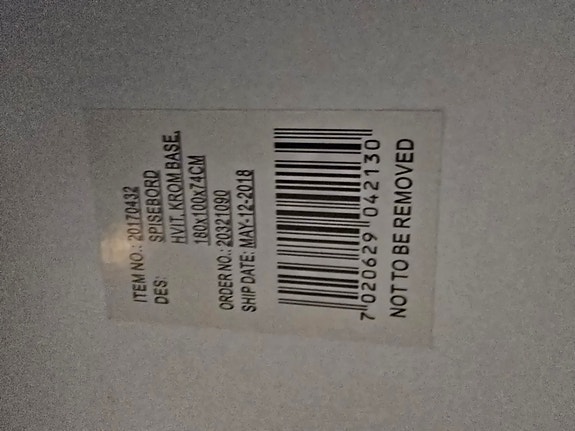 ITEM NO.: 20170432
DES: SPISEBORD
HVIT, KROM BASE.
180x100x74CM
ORDER NO.: 20321090
SHIP DATE: MAY-12-2018
7 020629 042130
NOT TO BE REMOVED